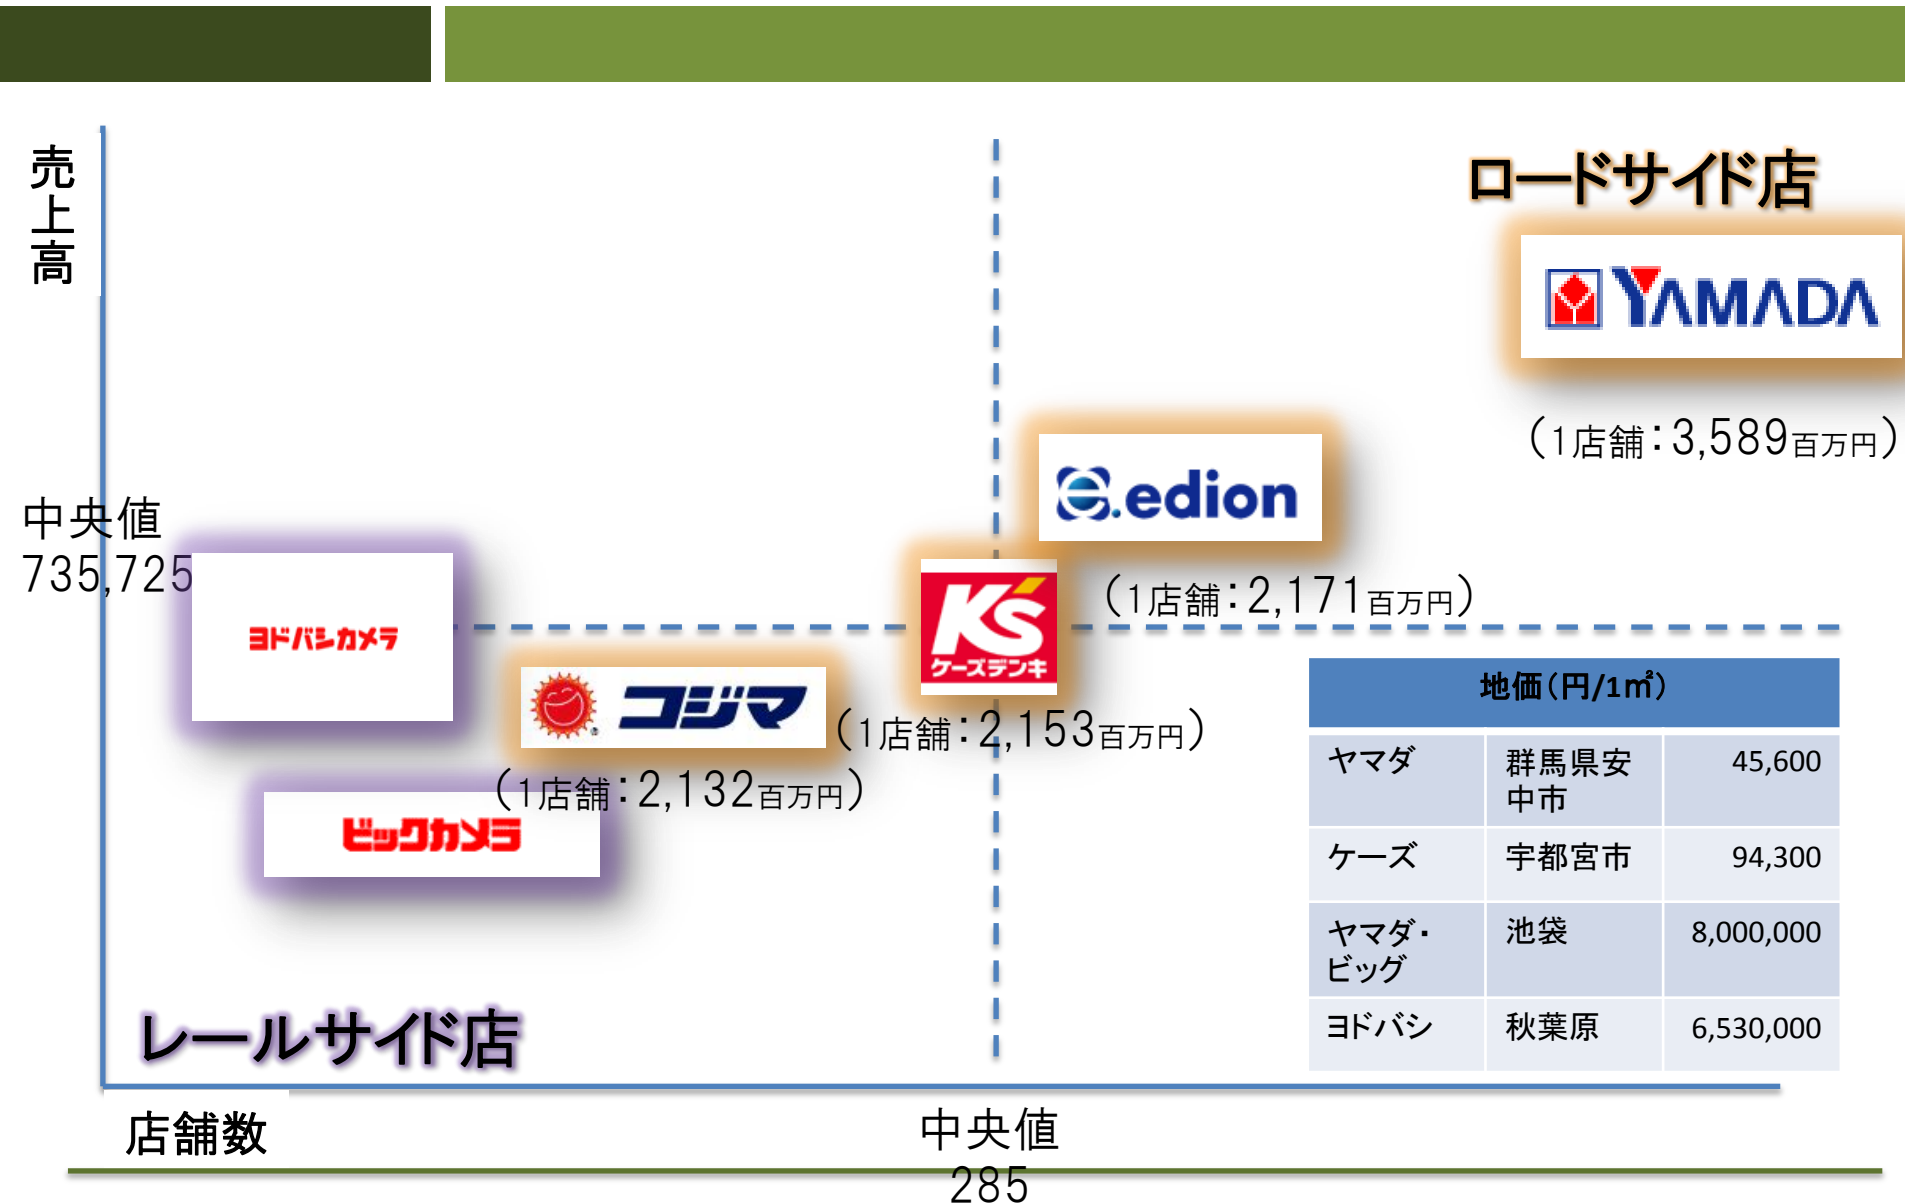 売上高
ロードサイド店
YAMADA
（1店舗：3,589百万円）
e.edion
中央値
735,725
（1店舗：2,171百万円）
ヨドバシカメラ
K's
ケーズデンキ
コジマ
（1店舗：2,153百万円）
（1店舗：2,132百万円）
ビックカメラ
地価（円/1㎡）
ヤマダ 群馬県安中市 45,600
ケーズ 宇都宮市 94,300
ヤマダ・ビッグ 池袋 8,000,000
ヨドバシ 秋葉原 6,530,000
レールサイド店
店舗数
中央値
285